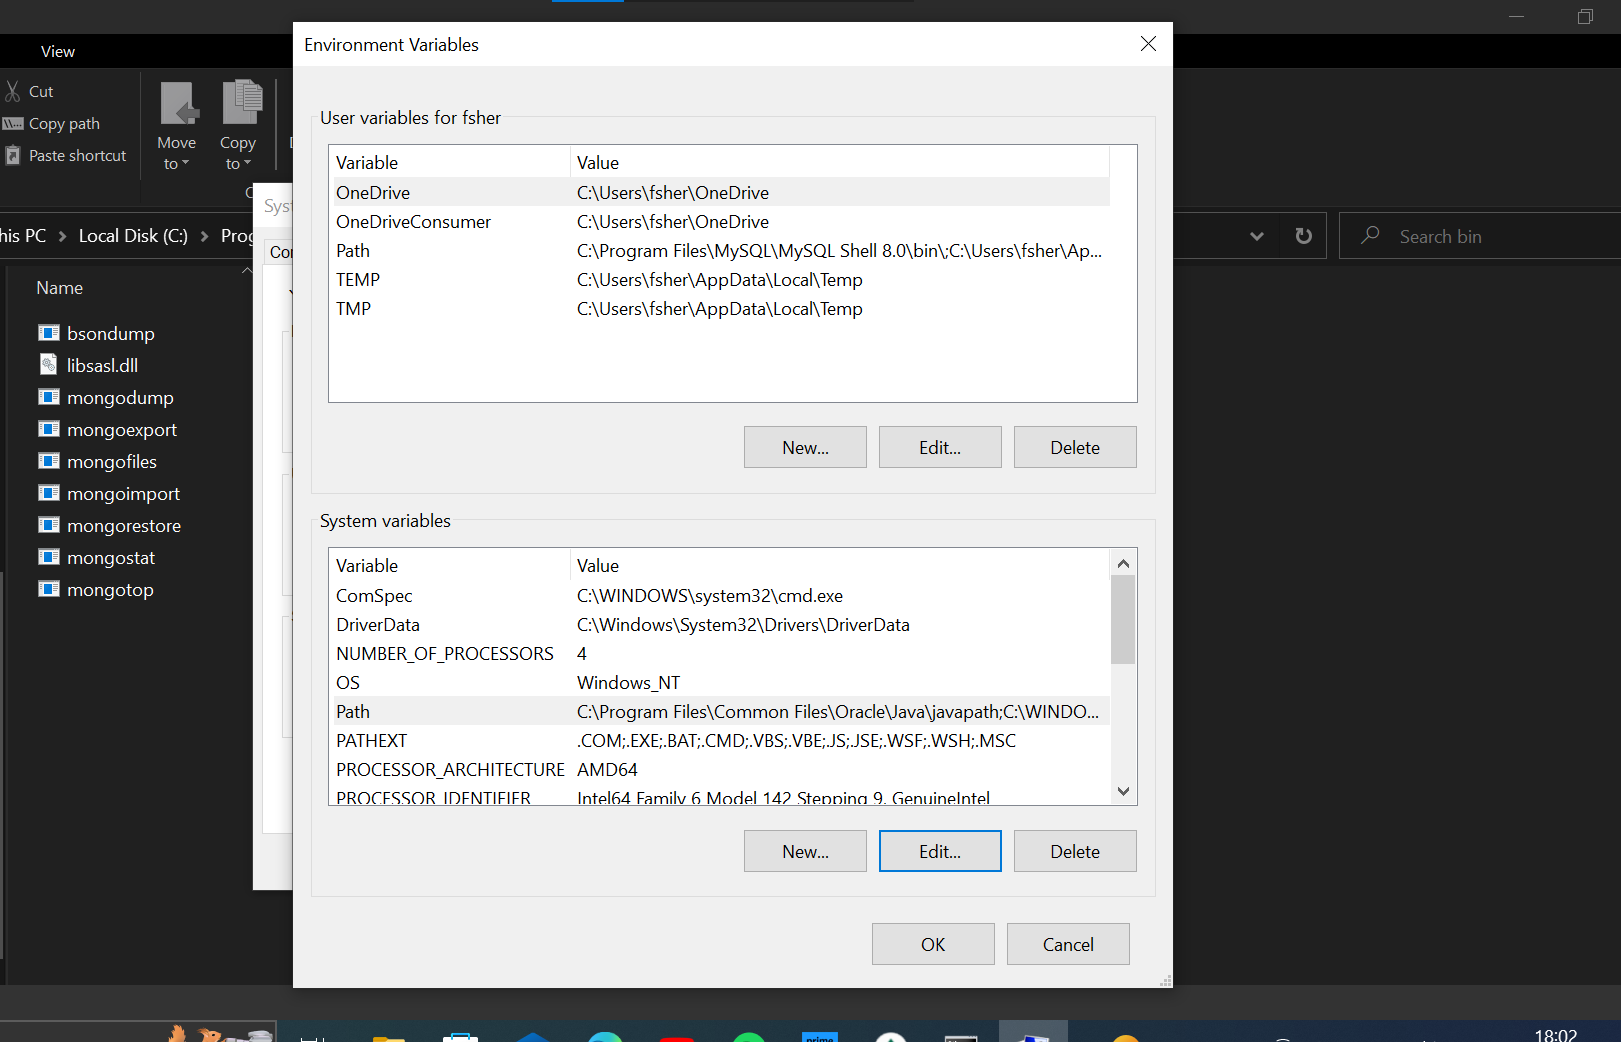 Environment Variables
View
Cut
Copy path
Paste shortcut
Move
to
Copy
to
his PC > Local Disk (C:) >
Search bin
Name
bsondump
libsasl.dll
mongodump
mongoexport
mongofiles
mongoimport
mongorestore
mongostat
mongotop
User variables for fsher
Variable Value
OneDrive C:\Users\fsher\OneDrive
OneDriveConsumer C:\Users\fsher\OneDrive
Path C:\Program Files\MySQL\MySQL Shell 8.0\bin\;C:\Users\fsher\Ap...
TEMP C:\Users\fsher\AppData\Local\Temp
TMP C:\Users\fsher\AppData\Local\Temp
New... Edit... Delete
System variables
Variable Value
ComSpec C:\WINDOWS\system32\cmd.exe
DriverData C:\Windows\System32\Drivers\DriverData
NUMBER_OF_PROCESSORS 4
OS Windows_NT
Path C:\Program Files\Common Files\Oracle\Java\javapath;C:\WINDO...
PATHEXT .COM;.EXE;.BAT;.CMD;.VBS;.VBE;.JS;.JSE;.WSF;.WSH;.MSC
PROCESSOR_ARCHITECTURE AMD64
PROCESSOR_IDENTIFIER Intel64 Family 6 Model 142 Stepping 9, GenuineIntel
New... Edit... Delete
OK Cancel
prime
18:02